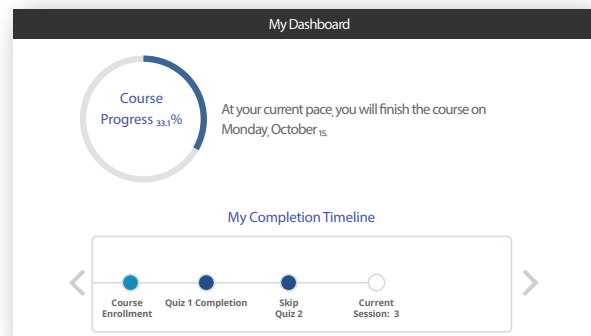 My Dashboard
Course
Progress 33.1%
At your current pace, you will finish the course on
Monday, October 15.
My Completion Timeline
Course
Enrollment
Quiz 1 Completion
Skip
Quiz 2
Current
Session: 3